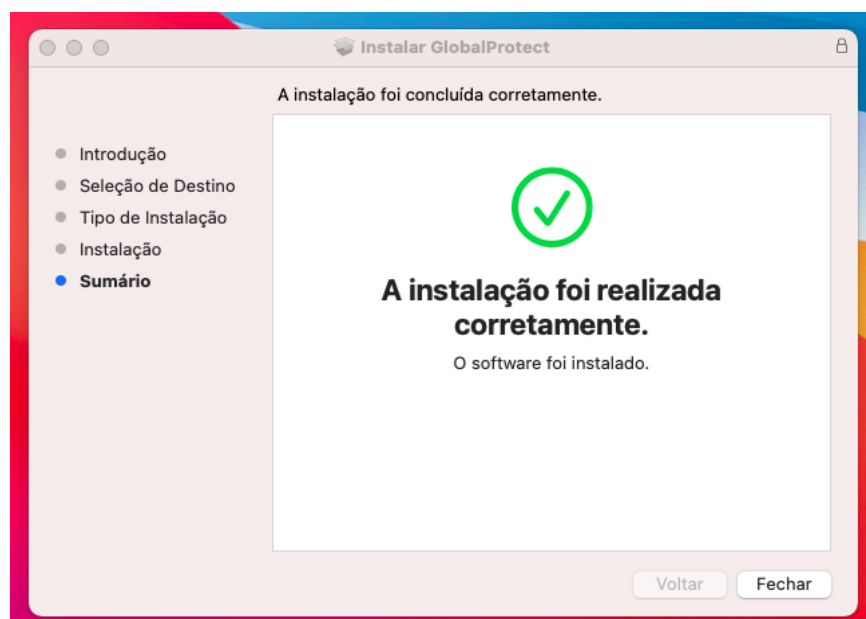 Instalar GlobalProtect
A instalação foi concluída corretamente.
Introdução
Seleção de Destino
Tipo de Instalação
Instalação
Sumário
A instalação foi realizada
corretamente.
O software foi instalado.
Voltar
Fechar